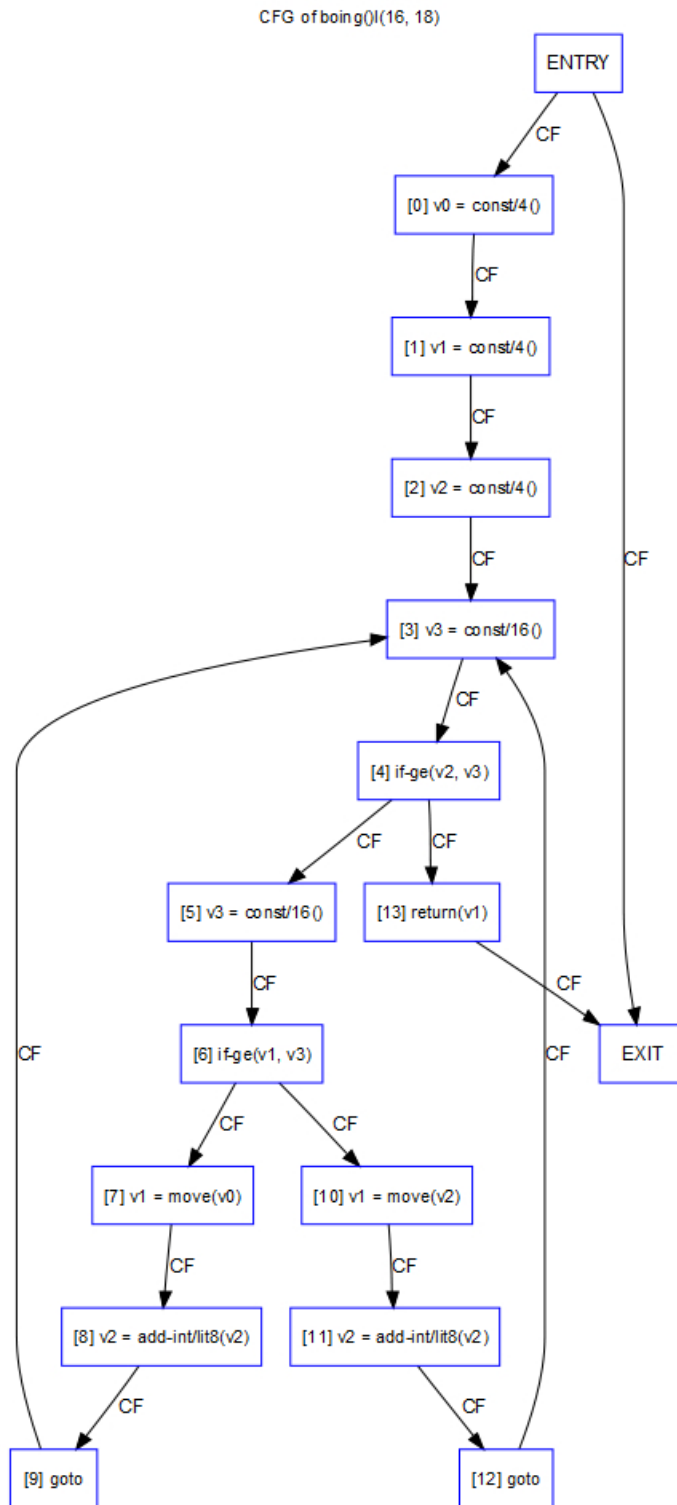 CFG of boing()I(16, 18)
ENTRY
CF
[0] v0 = const/4()
CF
[1] v1 = const/4()
CF
[2] v2 = const/4()
CF
CF
[3] v3 = const/16()
CF
[4] if-ge(v2, v3)
CF
CF
[5] v3 = const/16()
[13] return(v1)
CF
CF
[6] if-ge(v1, v3)
EXIT
CF
CF
CF
CF
[7] v1 = move(v0)
[10] v1 = move(v2)
CF
CF
[8] v2 = add-int/lit8(v2)
[11] v2 = add-int/lit8(v2)
CF
CF
[9] goto
[12] goto